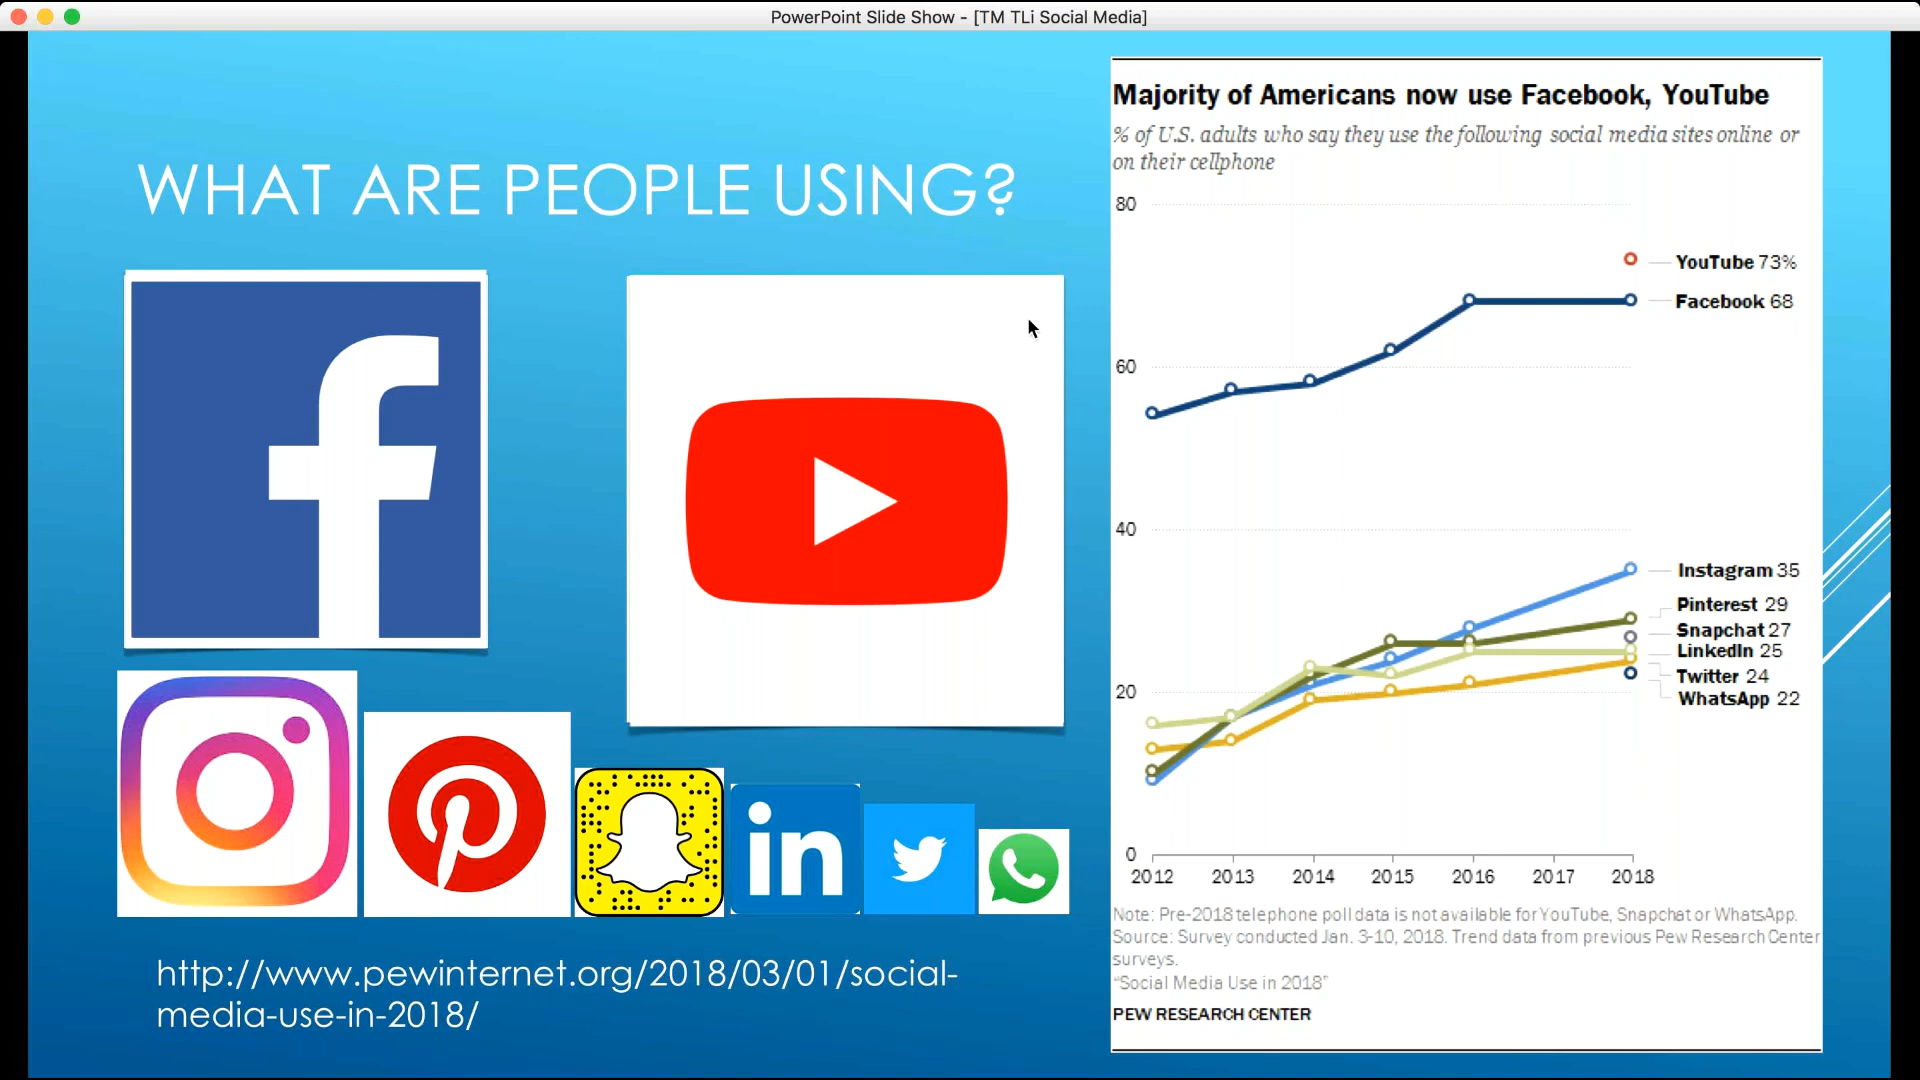 PowerPoint Slide Show - [TM TLi Social Media]
WHAT ARE PEOPLE USING?
in
http://www.pewinternet.org/2018/03/01/social-
media-use-in-2018/
Majority of Americans now use Facebook, YouTube
% of U.S. adults who say they use the following social media sites online or
on their cellphone
80
YouTube 73%
Facebook 68
60
40
Instagram 35
Pinterest 29
Snapchat 27
LinkedIn 25
Twitter 24
WhatsApp 22
20
0
2012 2013 2014 2015 2016 2017 2018
Note: Pre-2018 telephone poll data is not available for YouTube, Snapchat or WhatsApp.
Source: Survey conducted Jan. 3-10, 2018. Trend data from previous Pew Research Center
surveys.
“Social Media Use in 2018”
PEW RESEARCH CENTER